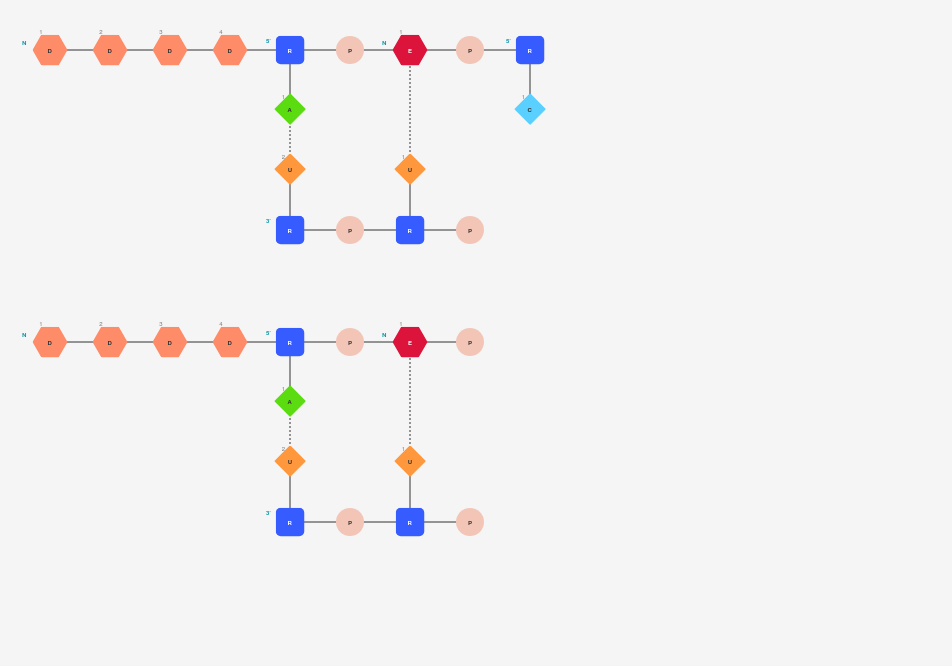 1 2 3 4 1
N D D D D 5' R P N E P 5' R
1 1
A C
2 1
U U
3' R P R P
1 2 3 4 1
N D D D D 5' R P N E P
1
A
2 1
U U
3' R P R P